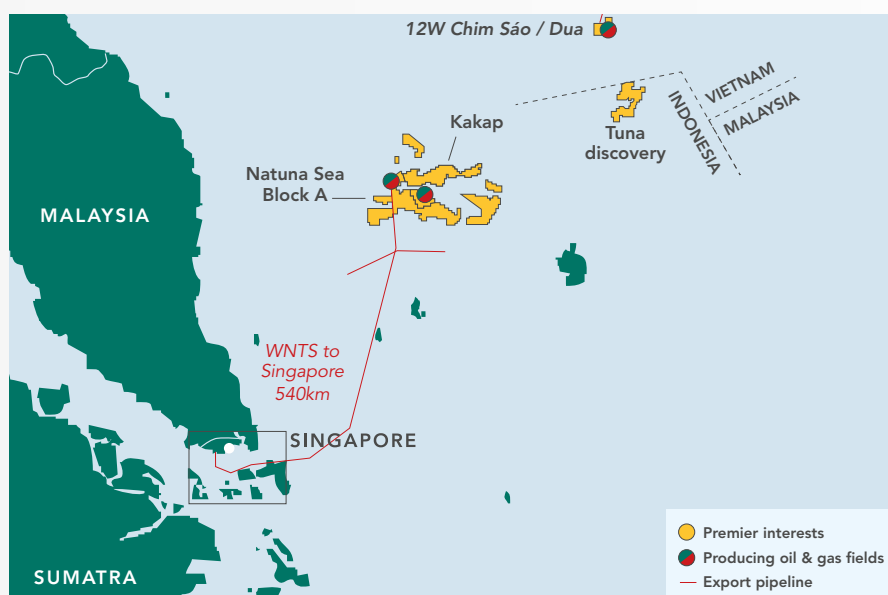 12W Chim Sáo / Dua
VIETNAM
MALAYSIA
INDONESIA
Tuna
discovery
Kakap
Natuna Sea
Block A
MALAYSIA
WNTS to
Singapore
540km
SINGAPORE
SUMATRA
Premier interests
Producing oil & gas fields
Export pipeline